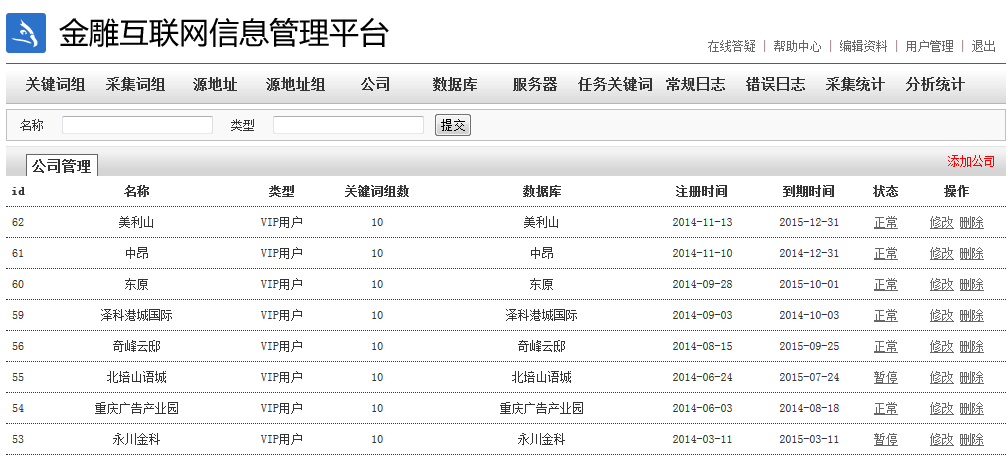 金雕互联网信息管理平台
在线答疑 | 帮助中心 | 编辑资料 | 用户管理 | 退出
关键词组 采集词组 源地址 源地址组 公司 数据库 服务器 任务关键词 常规日志 错误日志 采集统计 分析统计
名称 类型 提交
公司管理 添加公司
id 名称 类型 关键词组数 数据库 注册时间 到期时间 状态 操作
62 美利山 VIP用户 10 美利山 2014-11-13 2015-12-31 正常 修改 删除
61 中昂 VIP用户 10 中昂 2014-11-10 2014-12-31 正常 修改 删除
60 东原 VIP用户 10 东原 2014-09-28 2015-10-01 正常 修改 删除
59 泽科港城国际 VIP用户 10 泽科港城国际 2014-09-03 2014-10-03 正常 修改 删除
56 奇峰云邸 VIP用户 10 奇峰云邸 2014-08-15 2015-09-25 正常 修改 删除
55 北培山语城 VIP用户 10 北培山语城 2014-06-24 2015-07-24 暂停 修改 删除
54 重庆广告产业园 VIP用户 10 重庆广告产业园 2014-06-03 2014-08-18 正常 修改 删除
53 永川金科 VIP用户 10 永川金科 2014-03-11 2015-03-11 暂停 修改 删除